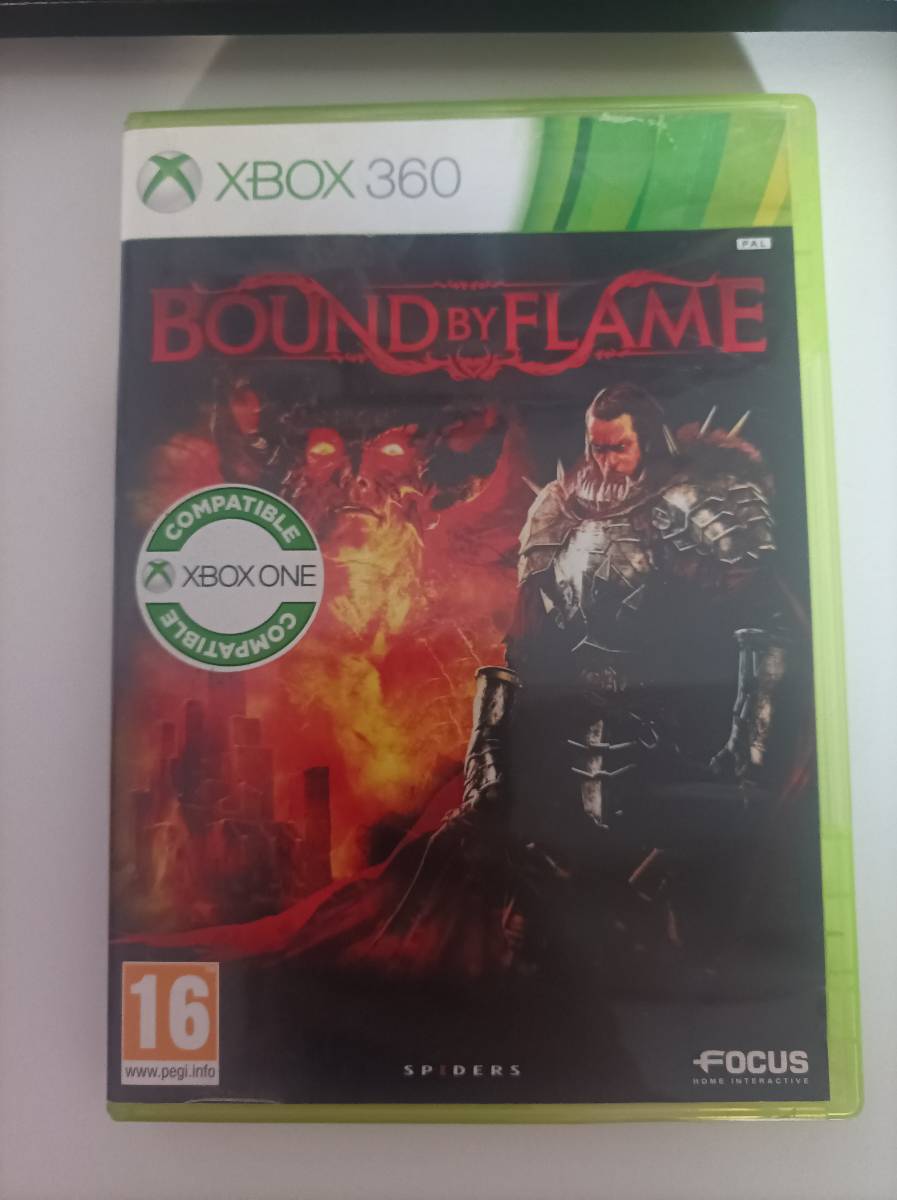 XBOX 360
PAL
BOUND BY FLAME
COMPATIBLE
XBOX ONE
COMPATIBLE
16
www.pegi.info
SPIDERS
FOCUS
HOME INTERACTIVE